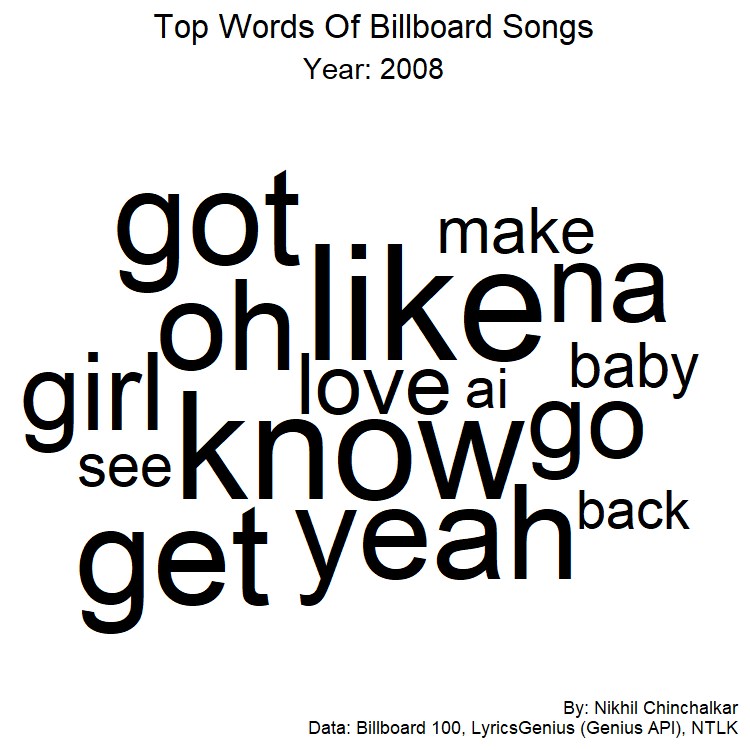 Top Words Of Billboard Songs
Year: 2008
got
make
like
na
oh
girl
love
ai
baby
know
go
see
get
yeah
back
By: Nikhil Chinchalkar
Data: Billboard 100, LyricsGenius (Genius API), NTLK